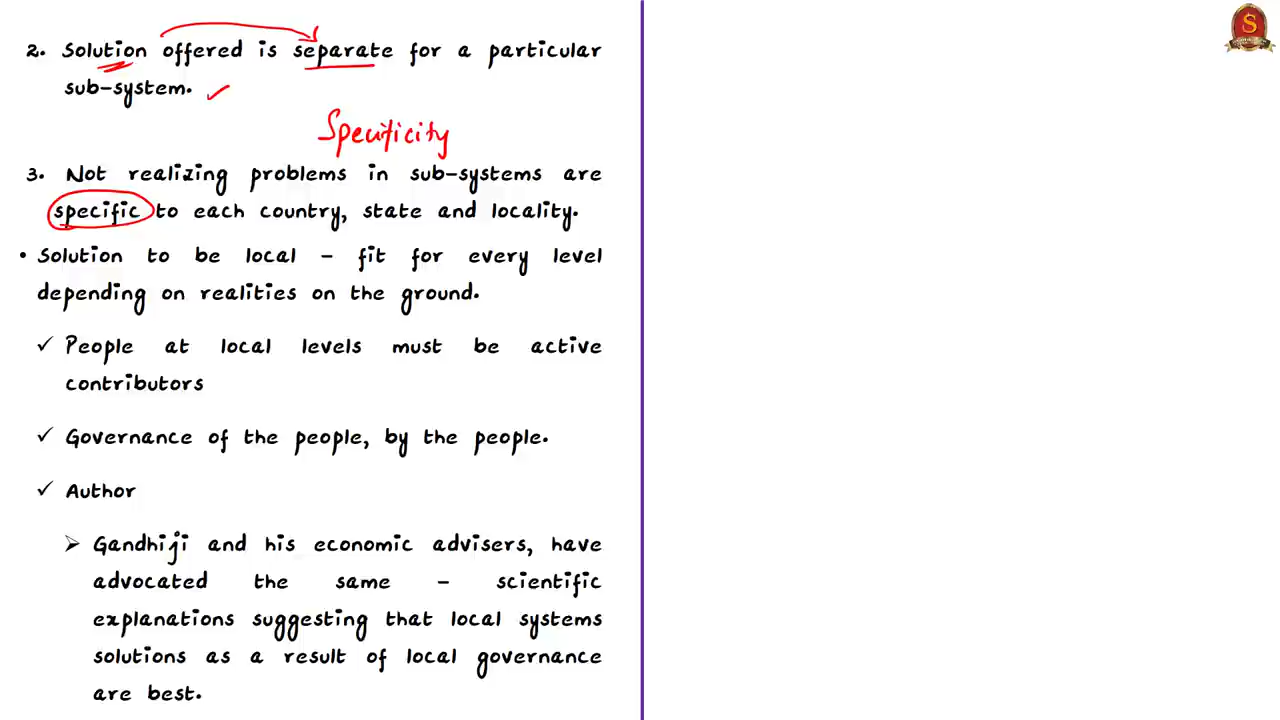 2. Solution offered is separate for a particular
sub-system.
Specificity
3. Not realizing problems in sub-systems are
specific to each country, state and locality.
• Solution to be local – fit for every level
depending on realities on the ground.
✓ People at local levels must be active
contributors
✓ Governance of the people, by the people.
✓ Author
➢ Gandhiji and his economic advisers, have
advocated the same – scientific
explanations suggesting that local systems
solutions as a result of local governance
are best.
S